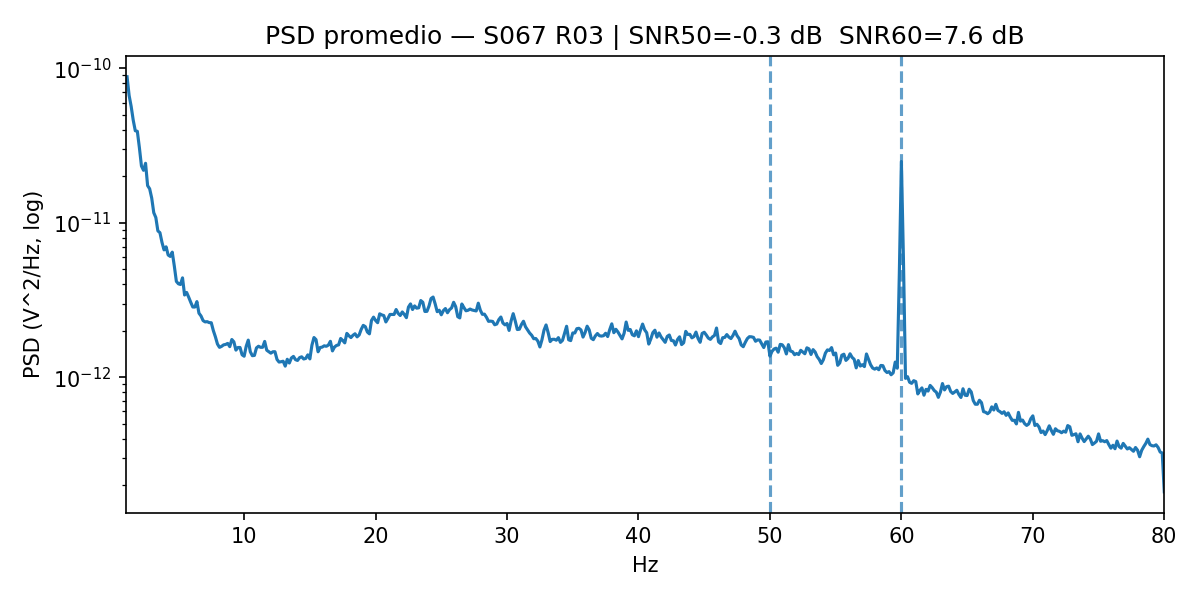 PSD promedio — S067 R03 | SNR50=-0.3 dB  SNR60=7.6 dB
PSD (V^2/Hz, log)
10^-10
10^-11
10^-12
10 20 30 40 50 60 70 80
Hz